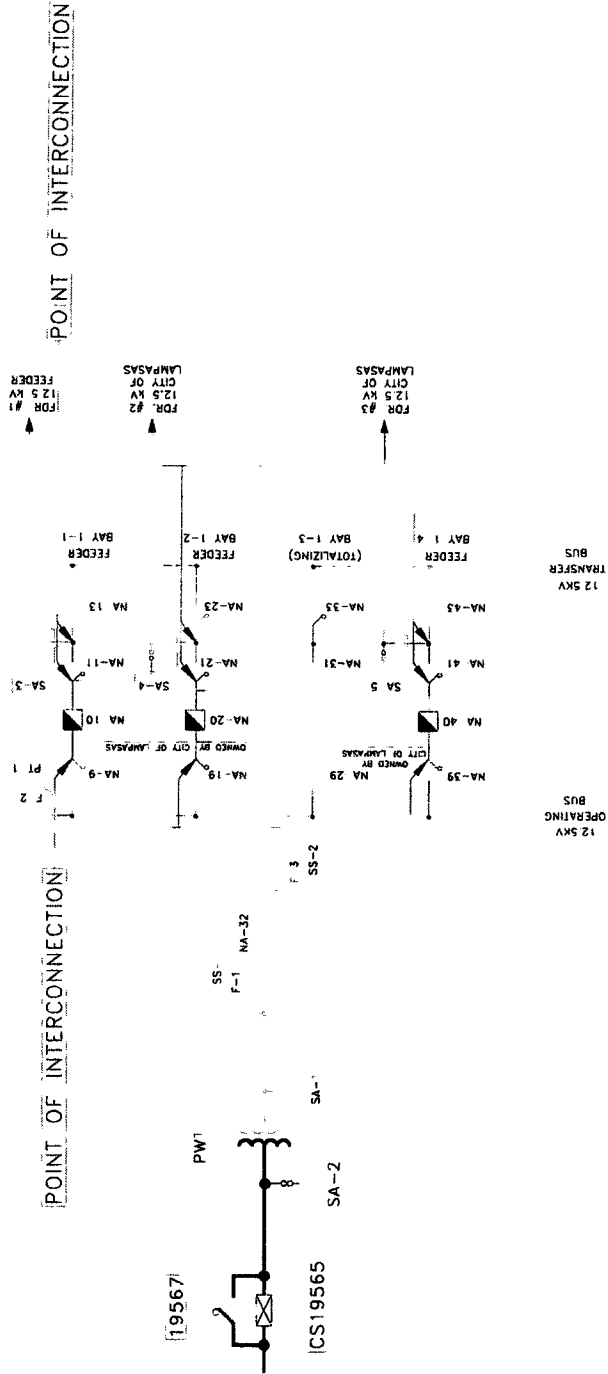 POINT OF INTERCONNECTION
POINT OF INTERCONNECTION
FDR #1
12.5 KV
FEEDER
FDR. #2
12.5 KV
CITY OF
LAMPASAS
FDR #3
12.5 KV
CITY OF
LAMPASAS
FEEDER
BAY 1-1
FEEDER
BAY 1-2
(TOTALIZING)
BAY 1-3
FEEDER
BAY 1 4
12 5KV
TRANSFER
BUS
NA 13
NA-23
NA-33
NA-43
SA-3
NA-11
SA-4
NA-21
NA-31
SA 5
NA 41
NA 10
NA-20
NA 40
OWNED BY CITY OF LAMPASAS
OWNED BY
CITY OF LAMPASAS
PT 1
F 2
NA-9
NA-19
NA 29
NA-39
12.5KV
OPERATING
BUS
F 3
SS-2
SS-
F-1
NA-32
SA-1
PW1
SA-2
19567
CS19565